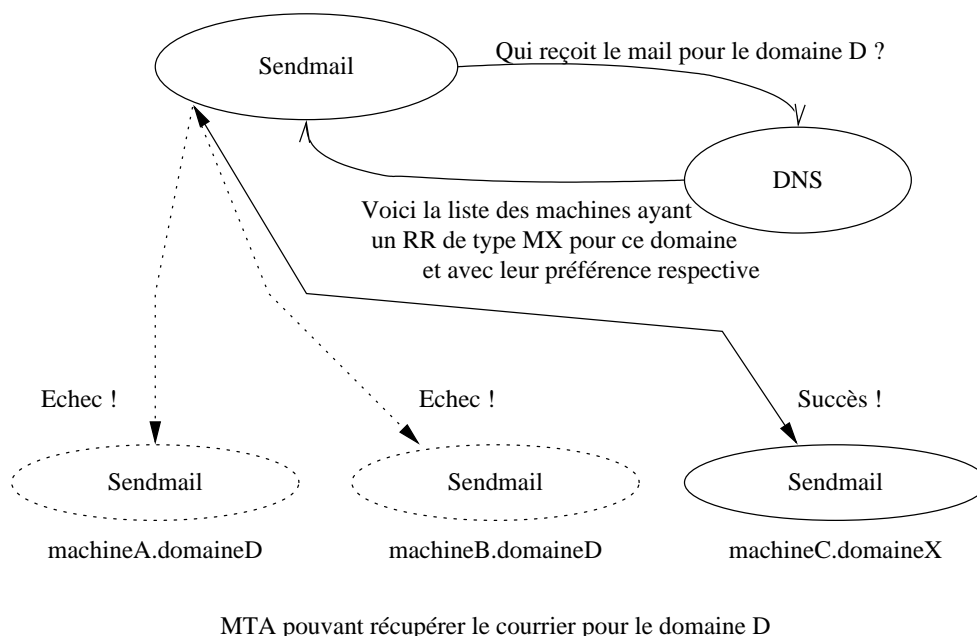 Qui reçoit le mail pour le domaine D ?
Sendmail
DNS
Voici la liste des machines ayant
un RR de type MX pour ce domaine
et avec leur préférence respective
Echec !
Echec !
Succès !
Sendmail
Sendmail
Sendmail
machineA.domaineD
machineB.domaineD
machineC.domaineX
MTA pouvant récupérer le courrier pour le domaine D